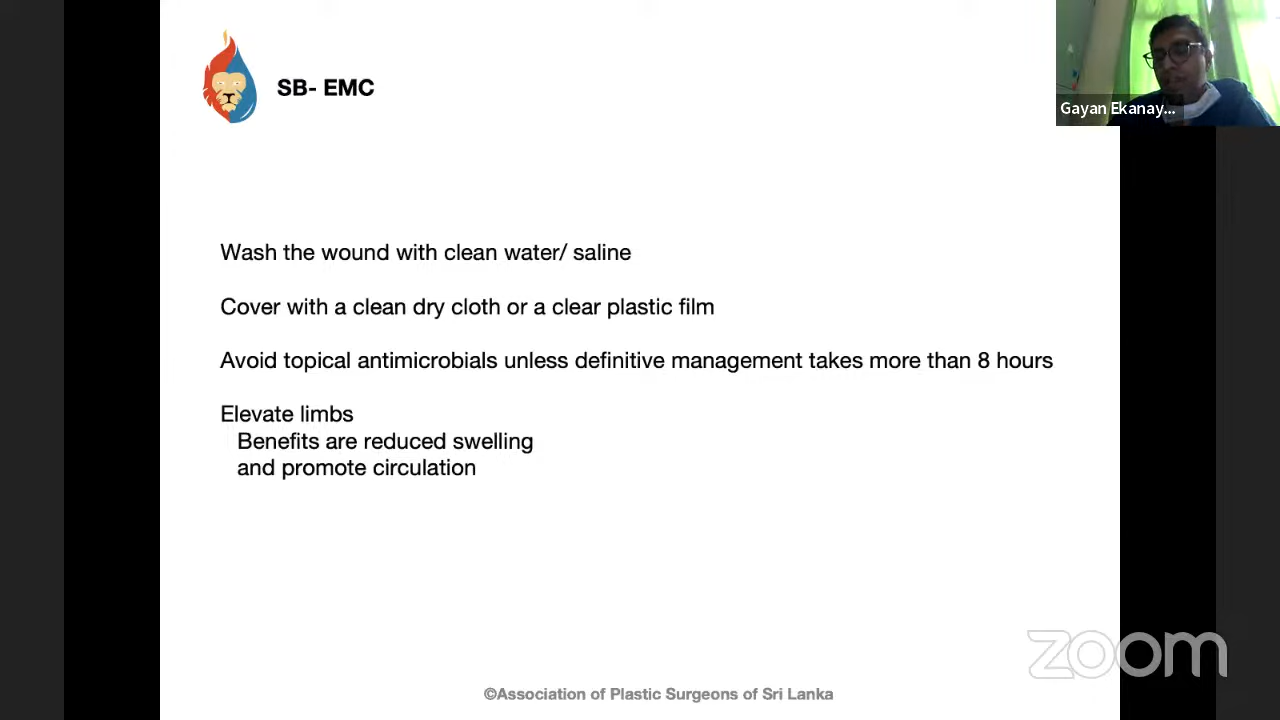 SB- EMC
Gayan Ekanay...
Wash the wound with clean water/ saline
Cover with a clean dry cloth or a clear plastic film
Avoid topical antimicrobials unless definitive management takes more than 8 hours
Elevate limbs
Benefits are reduced swelling
and promote circulation
zoom
©Association of Plastic Surgeons of Sri Lanka